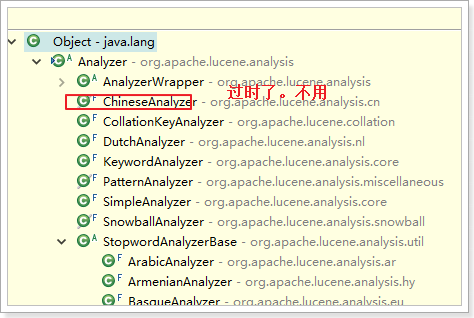 Object - java.lang
Analyzer - org.apache.lucene.analysis
AnalyzerWrapper - org.apache.lucene.analysis
ChineseAnalyzer - org.apache.lucene.analysis.cn
过时了。不用
CollationKeyAnalyzer - org.apache.lucene.collation
DutchAnalyzer - org.apache.lucene.analysis.nl
KeywordAnalyzer - org.apache.lucene.analysis.core
PatternAnalyzer - org.apache.lucene.analysis.miscellaneous
SimpleAnalyzer - org.apache.lucene.analysis.core
SnowballAnalyzer - org.apache.lucene.analysis.snowball
StopwordAnalyzerBase - org.apache.lucene.analysis.util
ArabicAnalyzer - org.apache.lucene.analysis.ar
ArmenianAnalyzer - org.apache.lucene.analysis.hy
BasqueAnalyzer - org.apache.lucene.analysis.eu